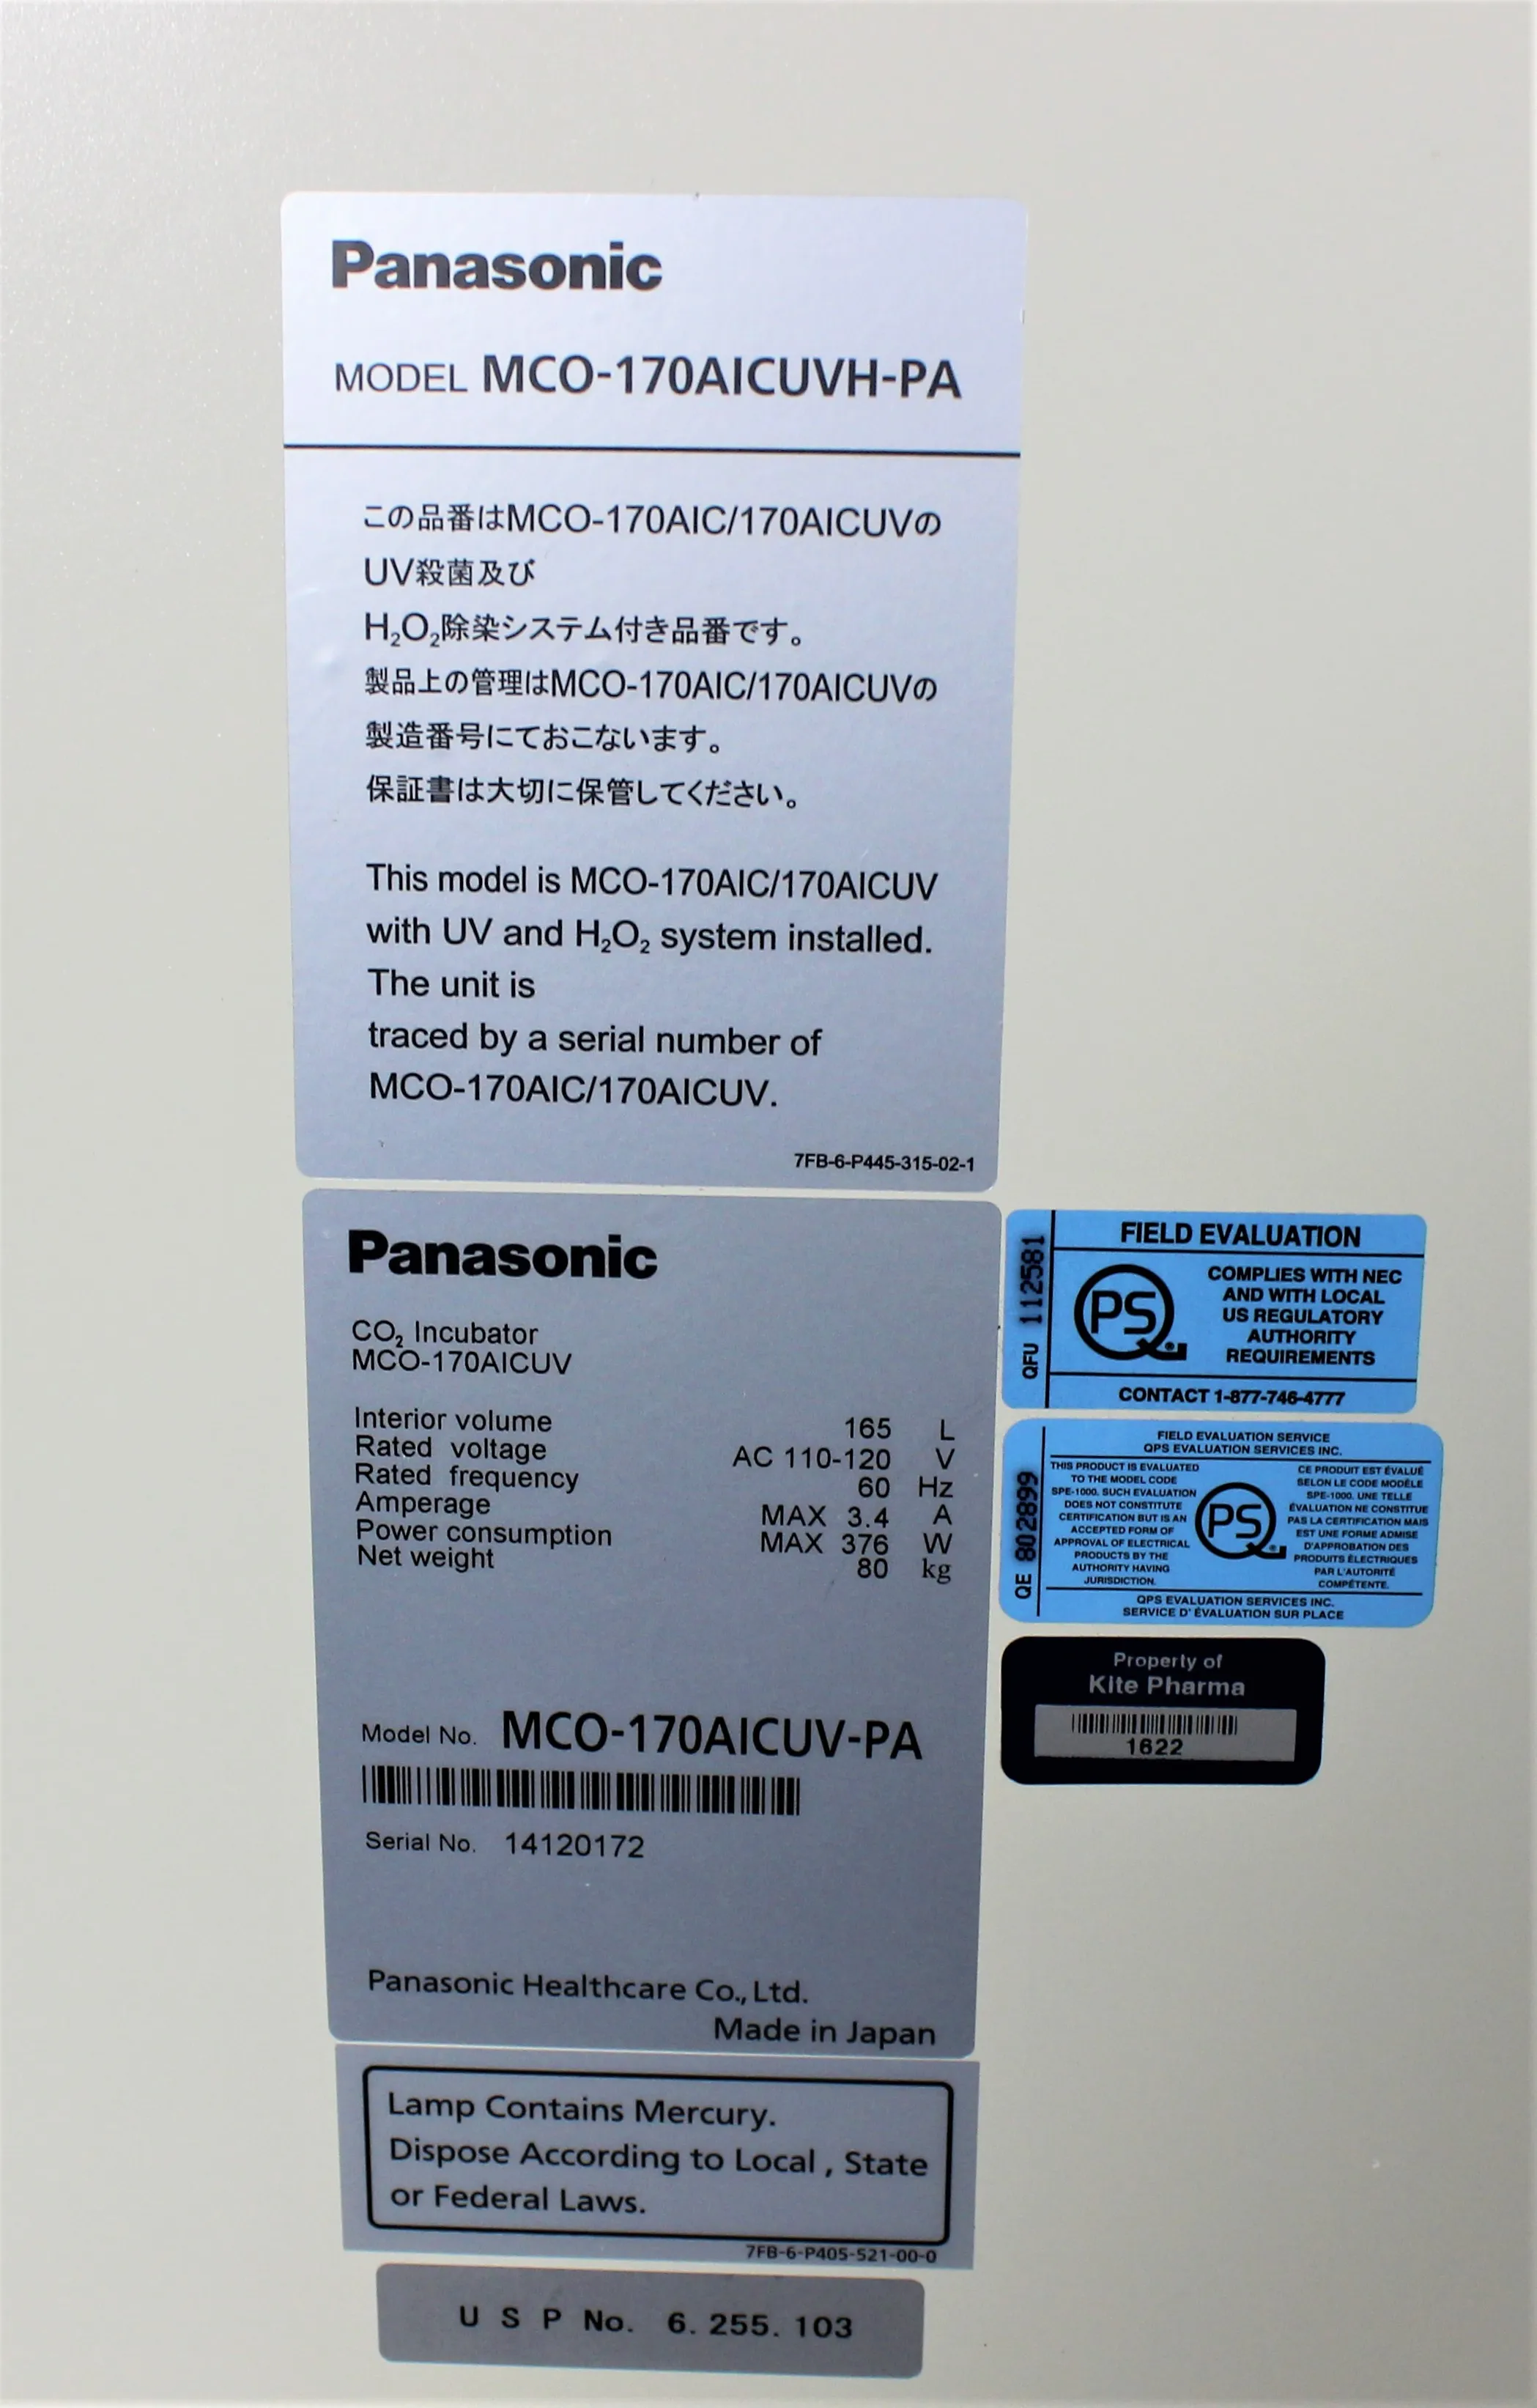 Panasonic
MODEL MCO-170AICUVH-PA
この品番はMCO-170AIC/170AICUVの
UV殺菌及び
H₂O₂除染システム付き品番です。
製品上の管理はMCO-170AIC/170AICUVの
製造番号にておこないます。
保証書は大切に保管してください。
This model is MCO-170AIC/170AICUV
with UV and H₂O₂ system installed.
The unit is
traced by a serial number of
MCO-170AIC/170AICUV.
7FB-6-P445-315-02-1
Panasonic
CO₂ Incubator
MCO-170AICUV
Interior volume 165 L
Rated voltage AC 110-120 V
Rated frequency 60 Hz
Amperage MAX 3.4 A
Power consumption MAX 376 W
Net weight 80 kg
Model No. MCO-170AICUV-PA
Serial No. 14120172
Panasonic Healthcare Co., Ltd.
Made in Japan
Lamp Contains Mercury.
Dispose According to Local , State
or Federal Laws.
7FB-6-P405-521-00-0
U S P No. 6. 255. 103
QFU 112581
FIELD EVALUATION
QPS
COMPLIES WITH NEC
AND WITH LOCAL
US REGULATORY
AUTHORITY
REQUIREMENTS
CONTACT 1-877-746-4777
QE 802899
FIELD EVALUATION SERVICE
QPS EVALUATION SERVICES INC.
THIS PRODUCT IS EVALUATED
TO THE MODEL CODE
SPE-1000. SUCH EVALUATION
DOES NOT CONSTITUTE
CERTIFICATION BUT IS AN
ACCEPTED FORM OF
APPROVAL OF ELECTRICAL
PRODUCTS BY THE
AUTHORITY HAVING
JURISDICTION.
QPS
CE PRODUIT EST ÉVALUÉ
SELON LE CODE MODÈLE
SPE-1000. UNE TELLE
ÉVALUATION NE CONSTITUE
PAS LA CERTIFICATION MAIS
EST UNE FORME ADMISE
D'APPROBATION DES
PRODUITS ÉLECTRIQUES
PAR L'AUTORITÉ
COMPÉTENTE.
QPS EVALUATION SERVICES INC.
SERVICE D' ÉVALUATION SUR PLACE
Property of
Kite Pharma
1622